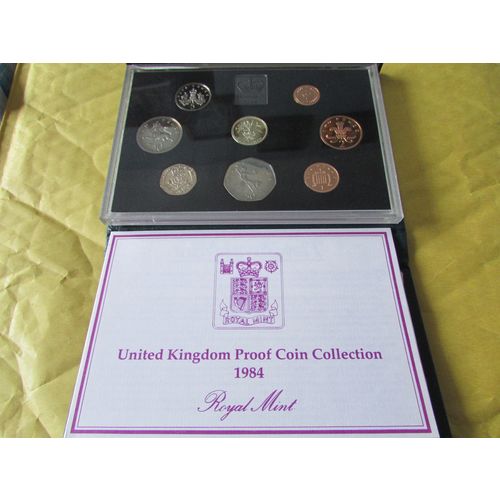 ROYAL MINT
United Kingdom Proof Coin Collection
1984
Royal Mint